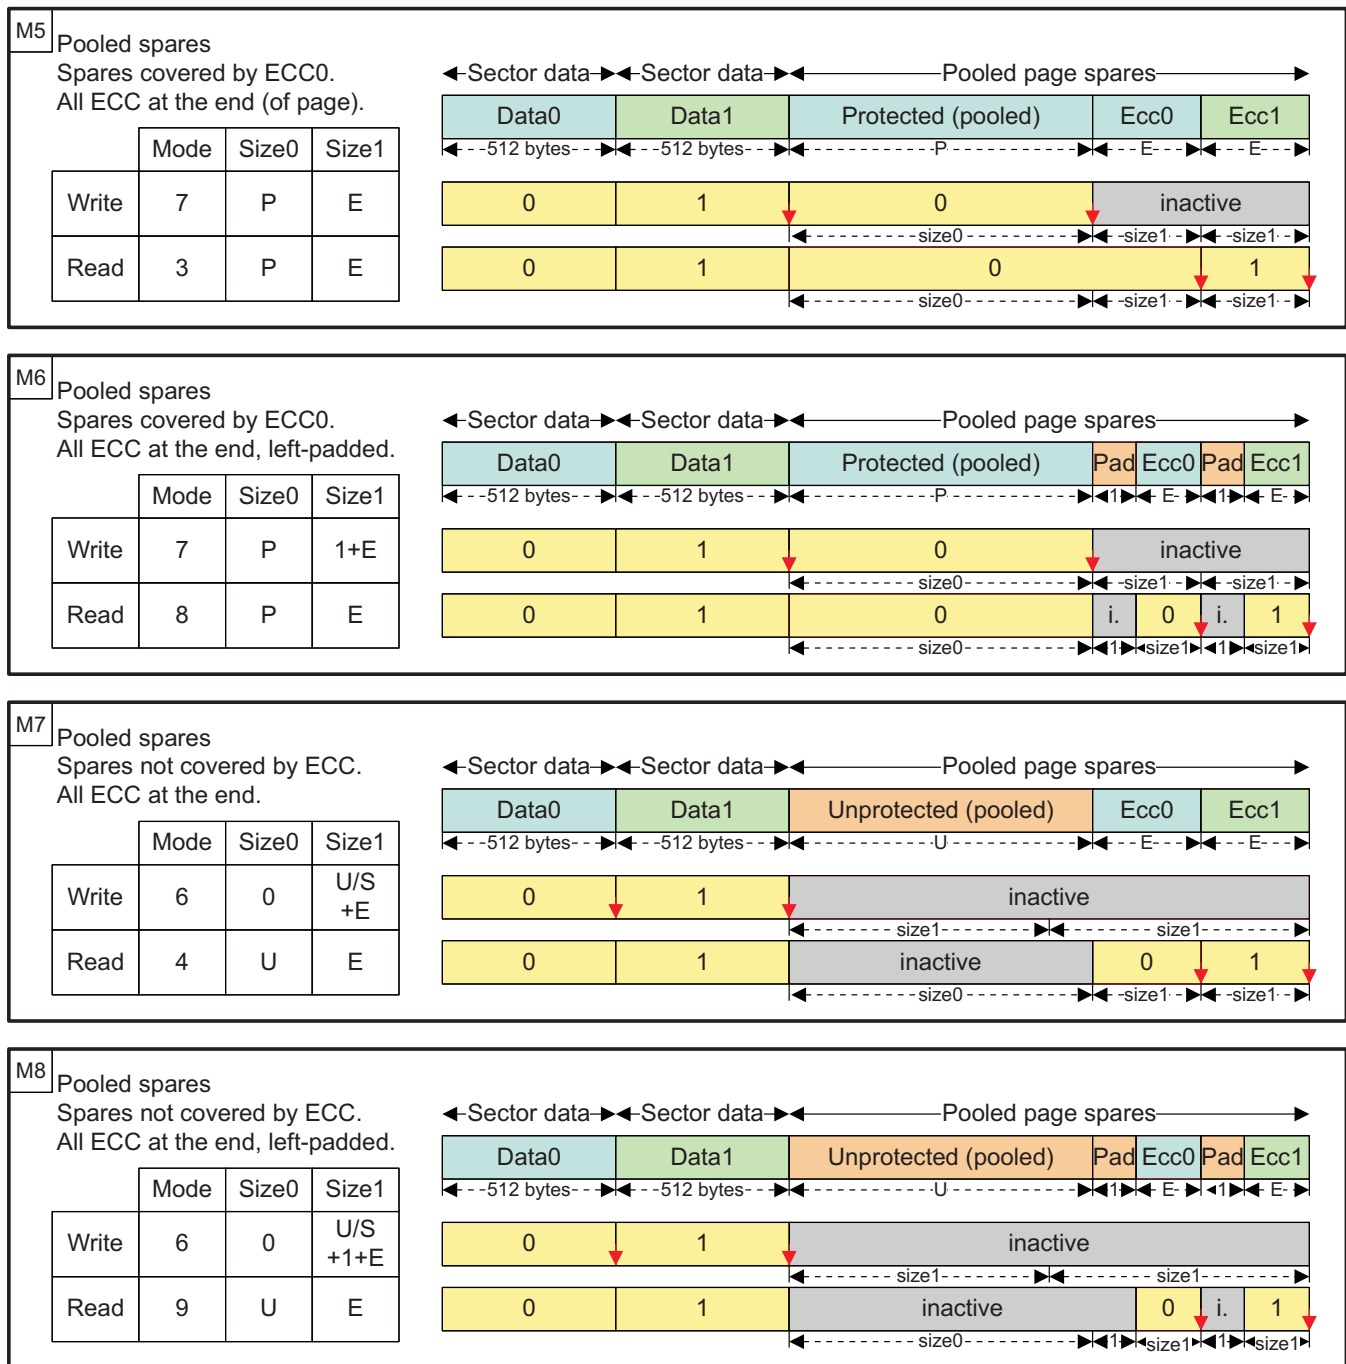 M5
Pooled spares
Spares covered by ECC0.
All ECC at the end (of page).
Mode Size0 Size1
Write 7 P E
Read 3 P E
Sector data Sector data Pooled page spares
Data0 Data1 Protected (pooled) Ecc0 Ecc1
512 bytes 512 bytes P E E
0 1 0 inactive
size0 size1 size1
0 1 0 1
size0 size1 size1
M6
Pooled spares
Spares covered by ECC0.
All ECC at the end, left-padded.
Mode Size0 Size1
Write 7 P 1+E
Read 8 P E
Sector data Sector data Pooled page spares
Data0 Data1 Protected (pooled) Pad Ecc0 Pad Ecc1
512 bytes 512 bytes P 1 E 1 E
0 1 0 inactive
size0 size1 size1
0 1 0 i. 0 i. 1
size0 1 size1 1 size1
M7
Pooled spares
Spares not covered by ECC.
All ECC at the end.
Mode Size0 Size1
Write 6 0 U/S
+E
Read 4 U E
Sector data Sector data Pooled page spares
Data0 Data1 Unprotected (pooled) Ecc0 Ecc1
512 bytes 512 bytes U E E
0 1 inactive
size1 size1
0 1 inactive 0 1
size0 size1 size1
M8
Pooled spares
Spares not covered by ECC.
All ECC at the end, left-padded.
Mode Size0 Size1
Write 6 0 U/S
+1+E
Read 9 U E
Sector data Sector data Pooled page spares
Data0 Data1 Unprotected (pooled) Pad Ecc0 Pad Ecc1
512 bytes 512 bytes U 1 E 1 E
0 1 inactive
size1 size1
0 1 inactive 0 i. 1
size0 1 size1 1 size1